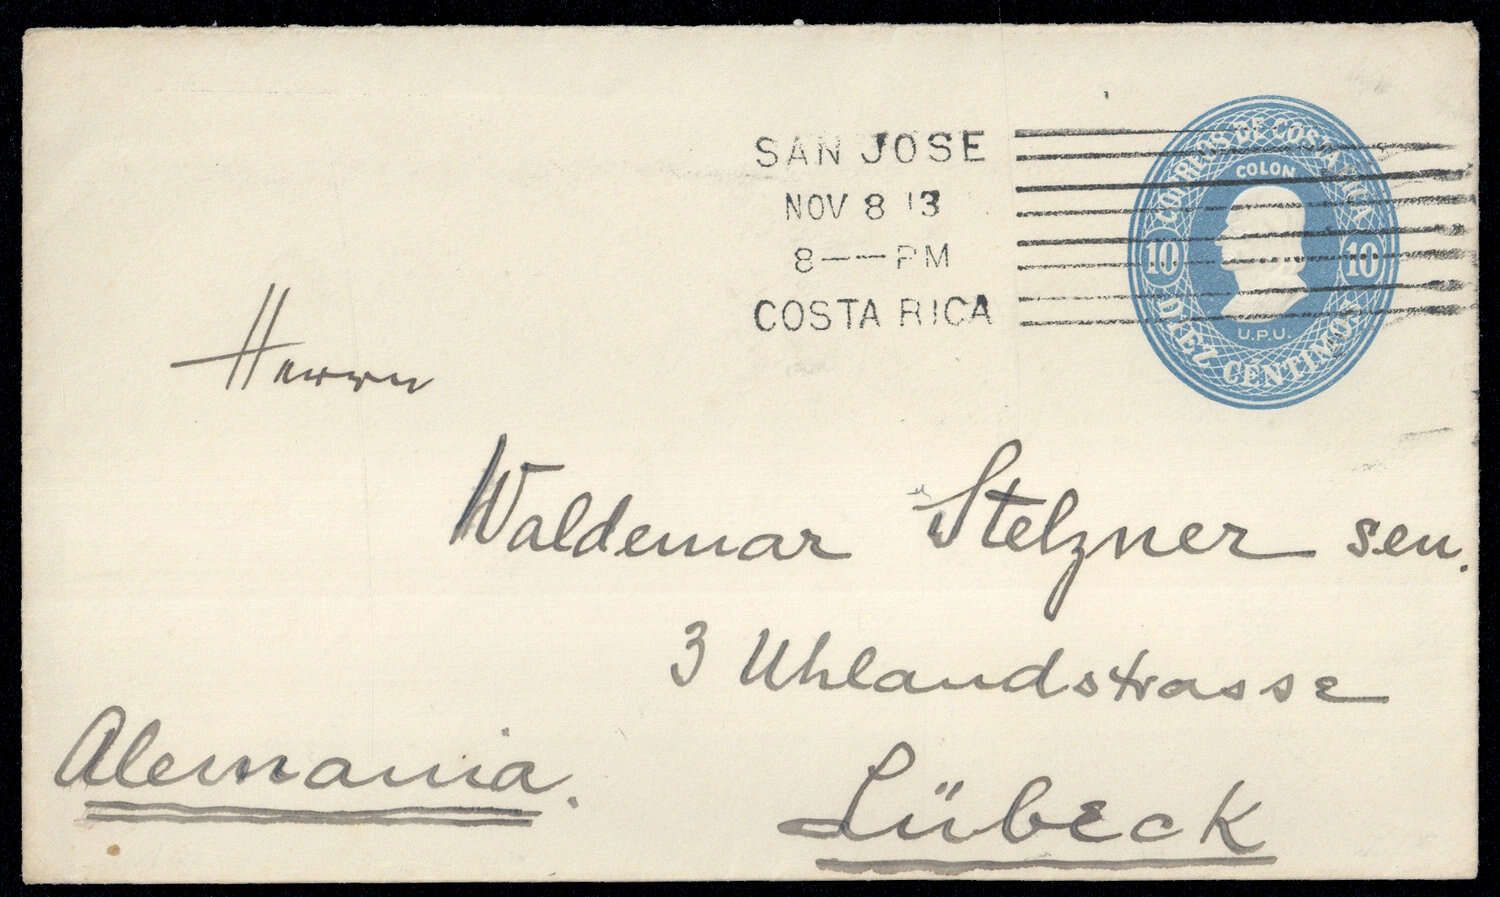 SAN JOSE
NOV 8 13
8 — — PM
COSTA RICA
CORREOS DE COSTA RICA
COLON
10 10
U.P.U.
DIEZ CENTIMOS
Herrn
Waldemar Stelzner sen.
3 Uhlandstrasse
Alemania.
Lübeck